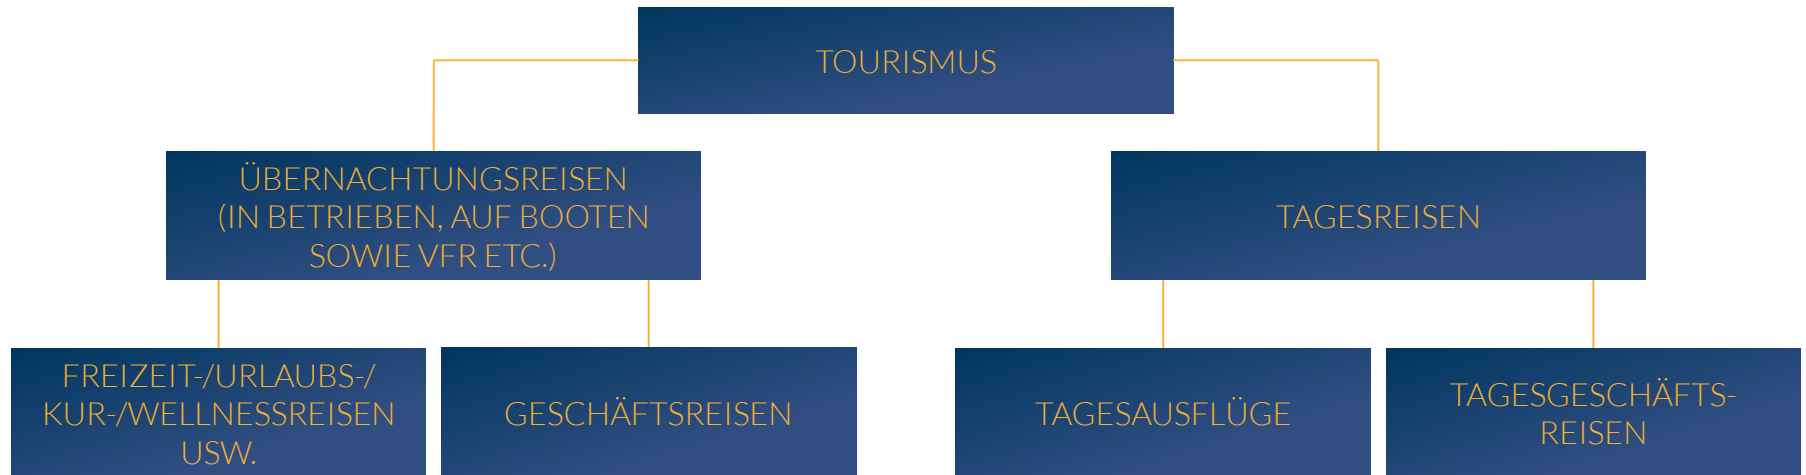 TOURISMUS
ÜBERNACHTUNGSREISEN
(IN BETRIEBEN, AUF BOOTEN
SOWIE VFR ETC.)
TAGESREISEN
FREIZEIT-/URLAUBS-/
KUR-/WELLNESSREISEN
USW.
GESCHÄFTSREISEN
TAGESAUSFLÜGE
TAGESGESCHÄFTS-
REISEN